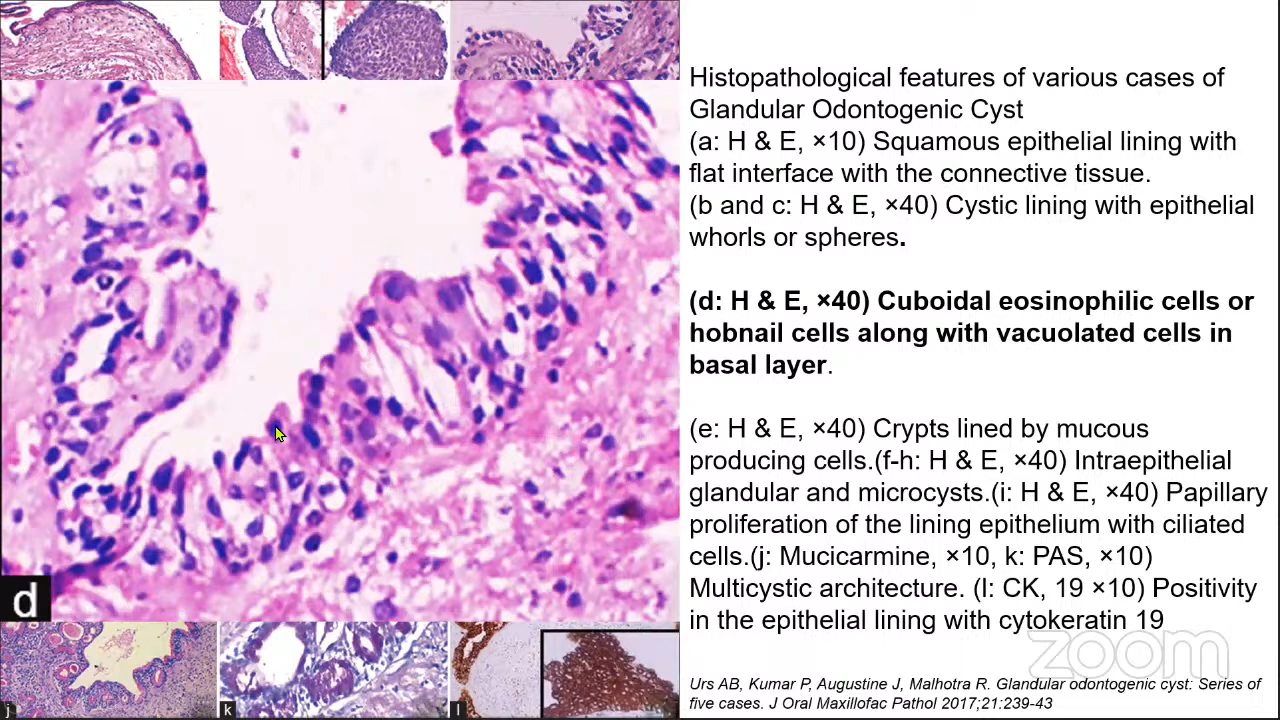 Histopathological features of various cases of
Glandular Odontogenic Cyst
(a: H & E, ×10) Squamous epithelial lining with
flat interface with the connective tissue.
(b and c: H & E, ×40) Cystic lining with epithelial
whorls or spheres.
(d: H & E, ×40) Cuboidal eosinophilic cells or
hobnail cells along with vacuolated cells in
basal layer.
(e: H & E, ×40) Crypts lined by mucous
producing cells.(f-h: H & E, ×40) Intraepithelial
glandular and microcysts.(i: H & E, ×40) Papillary
proliferation of the lining epithelium with ciliated
cells.(j: Mucicarmine, ×10, k: PAS, ×10)
Multicystic architecture. (l: CK, 19 ×10) Positivity
in the epithelial lining with cytokeratin 19
zoom
Urs AB, Kumar P, Augustine J, Malhotra R. Glandular odontogenic cyst: Series of
five cases. J Oral Maxillofac Pathol 2017;21:239-43
d
j
k
l